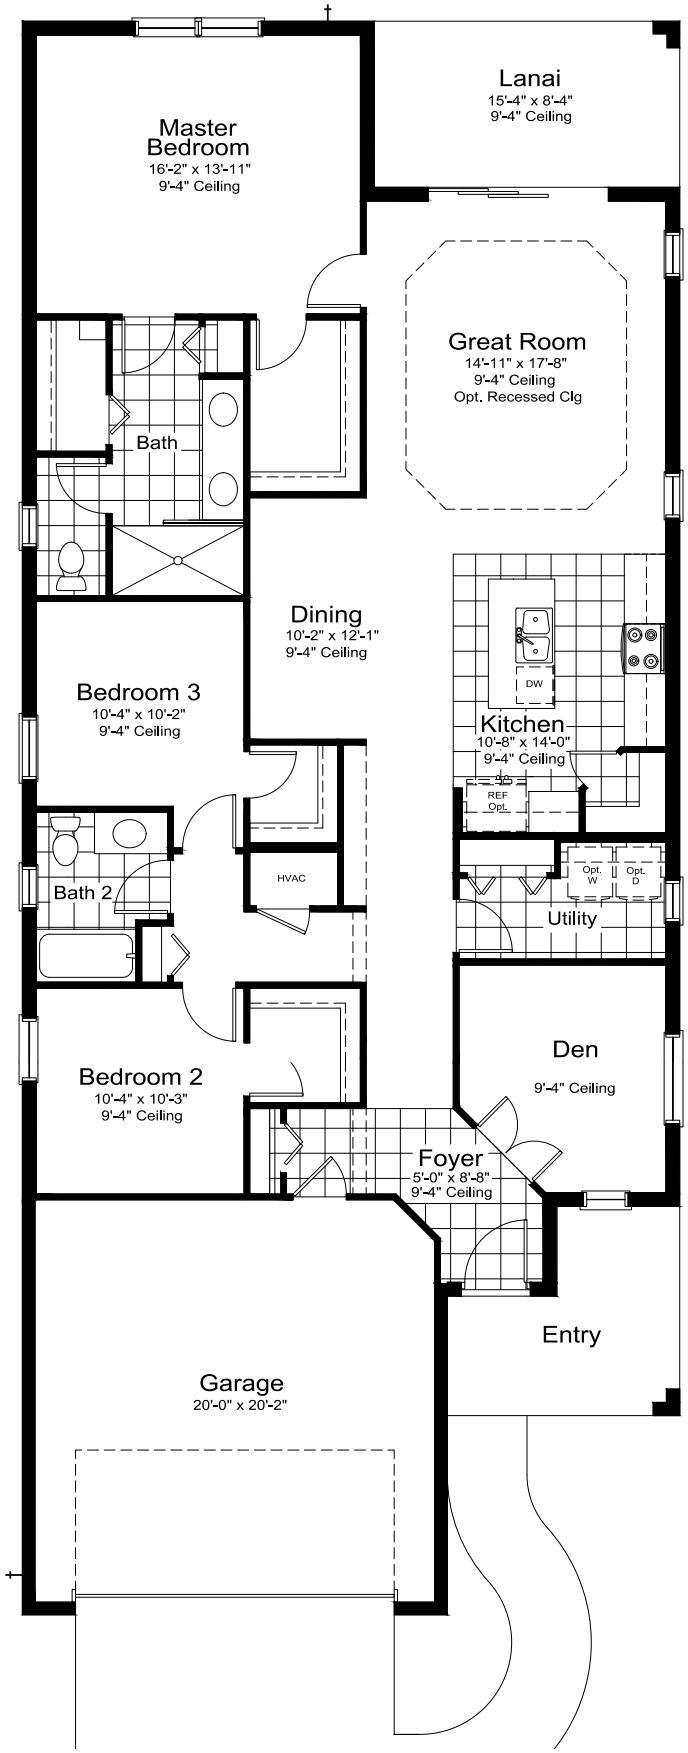 Lanai
15'-4" x 8'-4"
9'-4" Ceiling
Master
Bedroom
16'-2" x 13'-11"
9'-4" Ceiling
Great Room
14'-11" x 17'-8"
9'-4" Ceiling
Opt. Recessed Clg
Bath
Dining
10'-2" x 12'-1"
9'-4" Ceiling
DW
Bedroom 3
10'-4" x 10'-2"
9'-4" Ceiling
Kitchen
10'-8" x 14'-0"
9'-4" Ceiling
REF
Opt.
HVAC
Opt.
W
Opt.
D
Bath 2
Utility
Den
9'-4" Ceiling
Bedroom 2
10'-4" x 10'-3"
9'-4" Ceiling
Foyer
5'-0" x 8'-8"
9'-4" Ceiling
Entry
Garage
20'-0" x 20'-2"